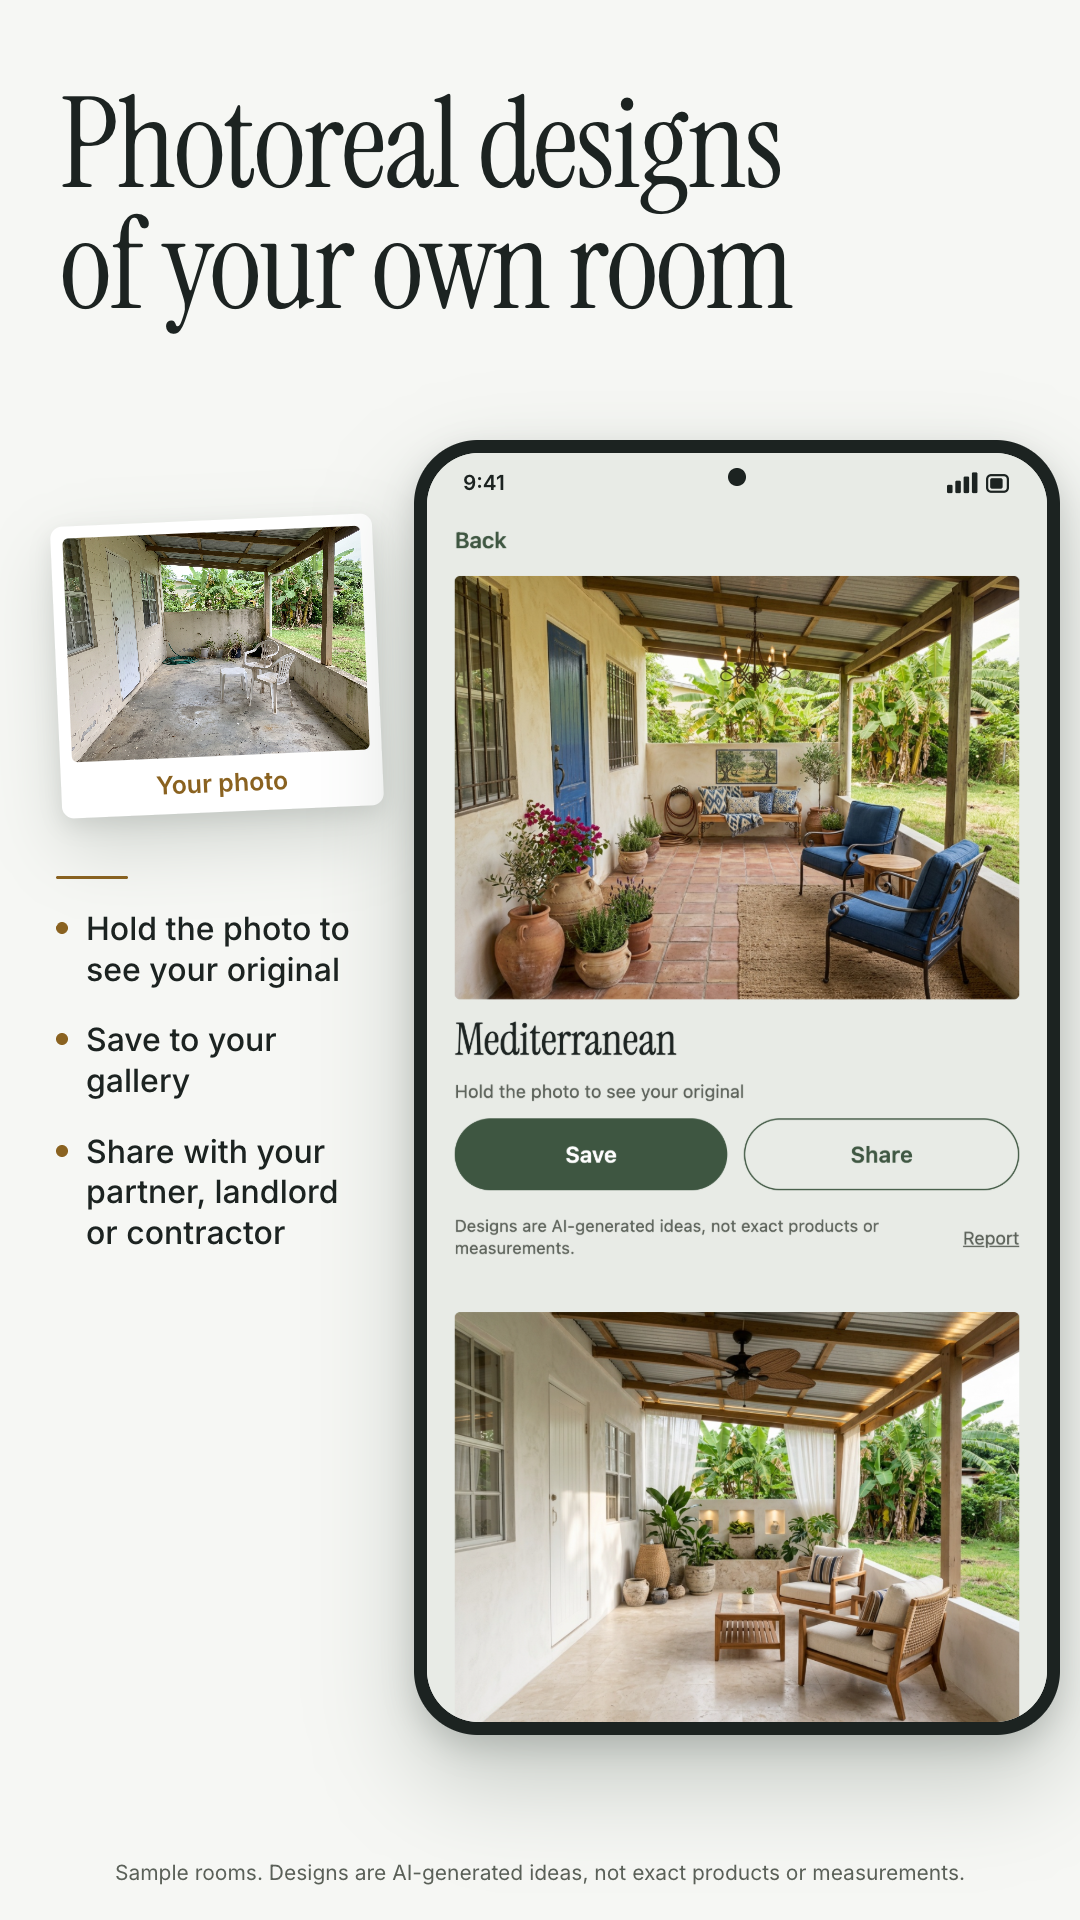 Photoreal designs
of your own room
Your photo
Hold the photo to
see your original
Save to your
gallery
Share with your
partner, landlord
or contractor
9:41
Back
Mediterranean
Hold the photo to see your original
Save
Share
Designs are AI-generated ideas, not exact products or
measurements.
Report
Sample rooms. Designs are AI-generated ideas, not exact products or measurements.